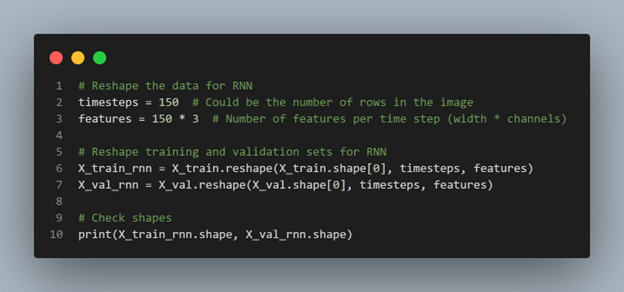 1 # Reshape the data for RNN
2 timesteps = 150  # Could be the number of rows in the image
3 features = 150 * 3  # Number of features per time step (width * channels)
4
5 # Reshape training and validation sets for RNN
6 X_train_rnn = X_train.reshape(X_train.shape[0], timesteps, features)
7 X_val_rnn = X_val.reshape(X_val.shape[0], timesteps, features)
8
9 # Check shapes
10 print(X_train_rnn.shape, X_val_rnn.shape)